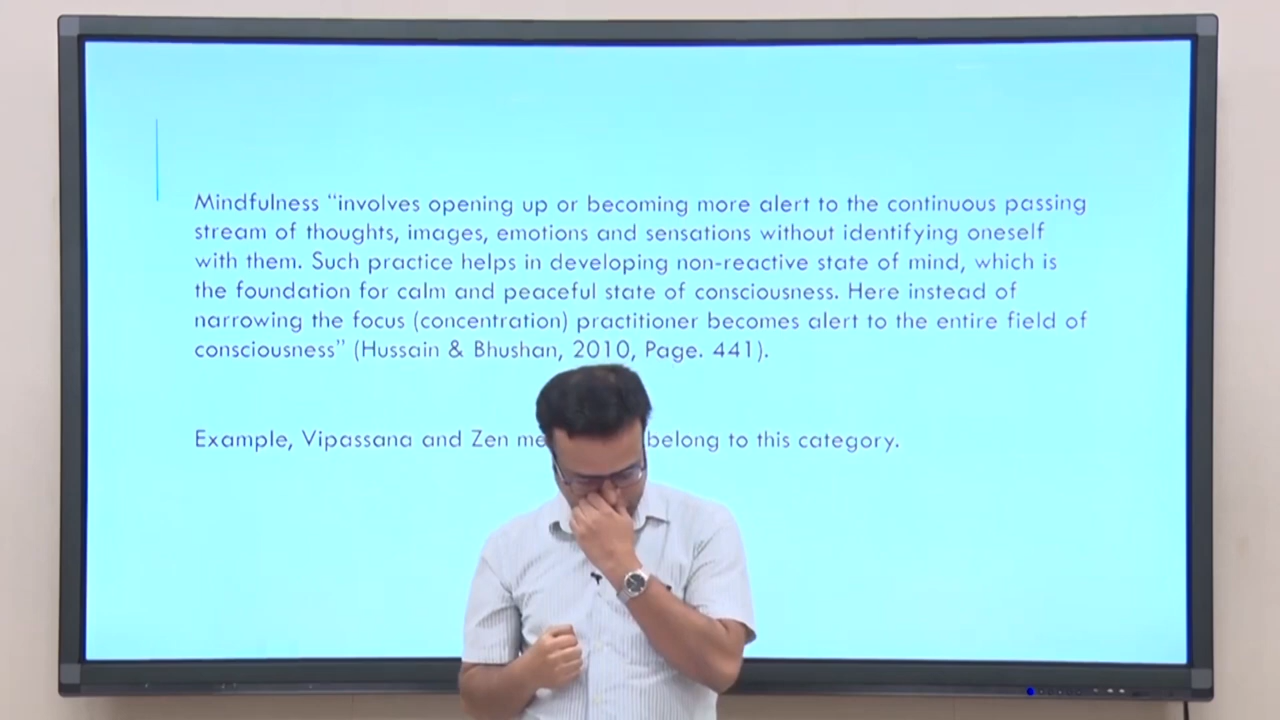 Mindfulness “involves opening up or becoming more alert to the continuous passing
stream of thoughts, images, emotions and sensations without identifying oneself
with them. Such practice helps in developing non-reactive state of mind, which is
the foundation for calm and peaceful state of consciousness. Here instead of
narrowing the focus (concentration) practitioner becomes alert to the entire field of
consciousness” (Hussain & Bhushan, 2010, Page. 441).
Example, Vipassana and Zen belong to this category.